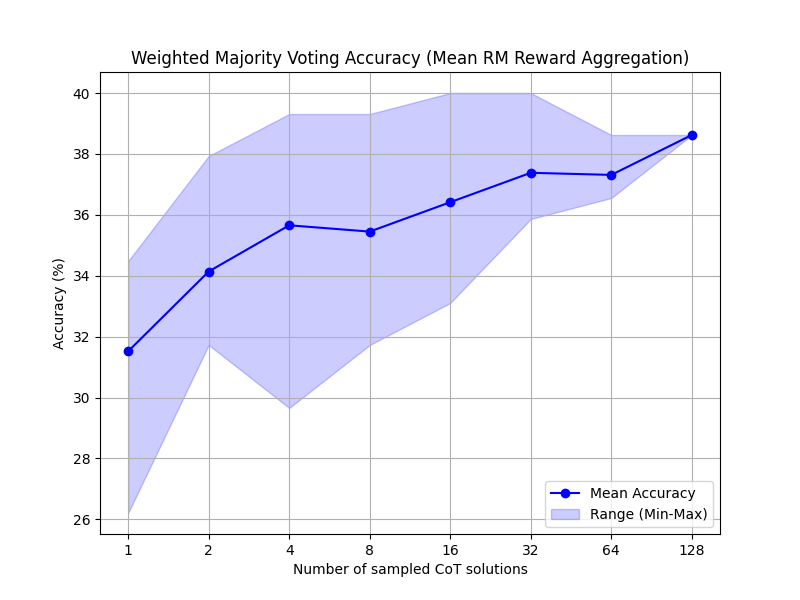 Weighted Majority Voting Accuracy (Mean RM Reward Aggregation)
40
38
36
34
32
30
28
26
Accuracy (%)
Mean Accuracy
Range (Min-Max)
1 2 4 8 16 32 64 128
Number of sampled CoT solutions